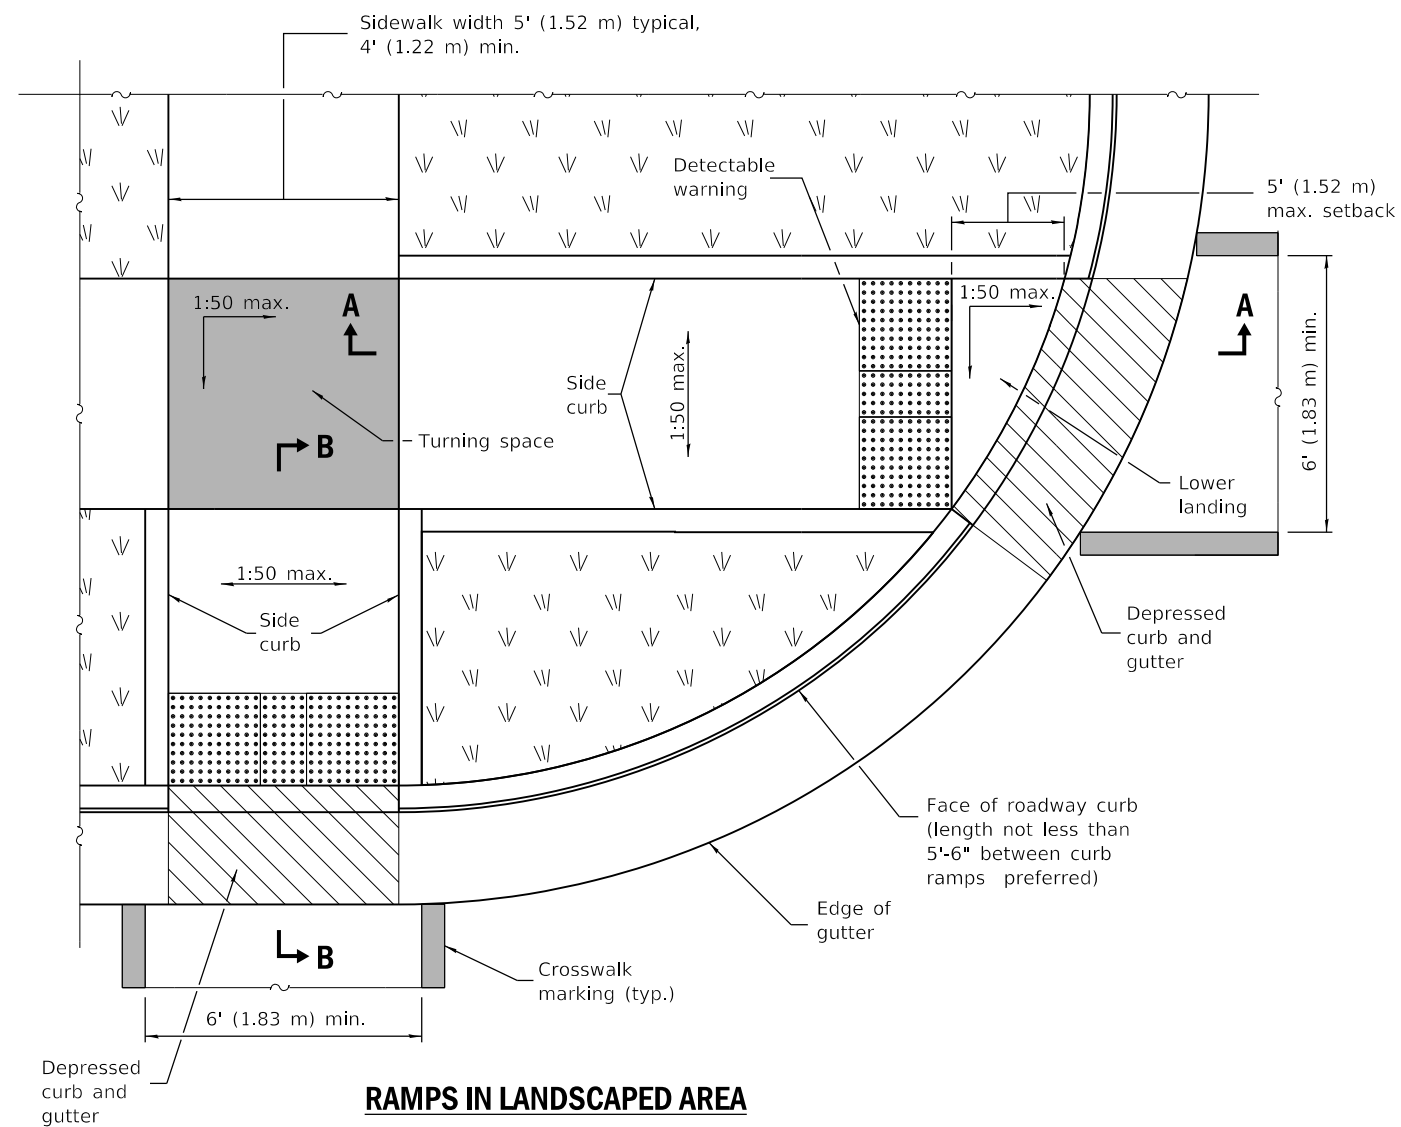 Sidewalk width 5' (1.52 m) typical,
4' (1.22 m) min.
Detectable
warning
5' (1.52 m)
max. setback
1:50 max.
A
1:50 max.
A
Side
curb
1:50 max.
6' (1.83 m) min.
B
Turning space
Lower
landing
1:50 max.
Side
curb
Depressed
curb and
gutter
Face of roadway curb
(length not less than
5'-6" between curb
ramps preferred)
Edge of
gutter
B
Crosswalk
marking (typ.)
6' (1.83 m) min.
Depressed
curb and
gutter
RAMPS IN LANDSCAPED AREA